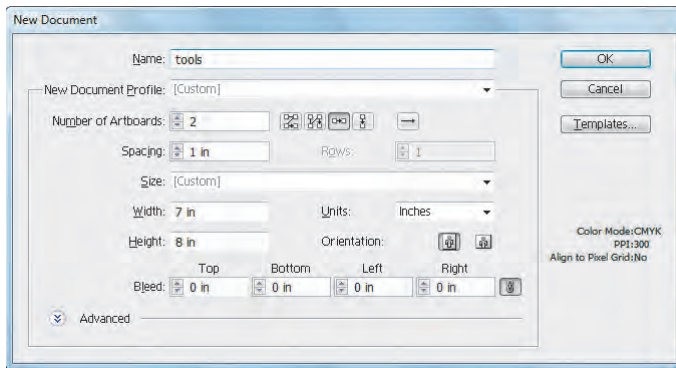 New Document
Name: tools OK
New Document Profile: [Custom] Cancel
Number of Artboards: 2 Templates...
Spacing: 1 in Rows: 1
Size: [Custom]
Width: 7 in Units: Inches
Height: 8 in Orientation:
Color Mode:CMYK
PPI:300
Align to Pixel Grid:No
Top Bottom Left Right
Bleed: 0 in 0 in 0 in 0 in
Advanced